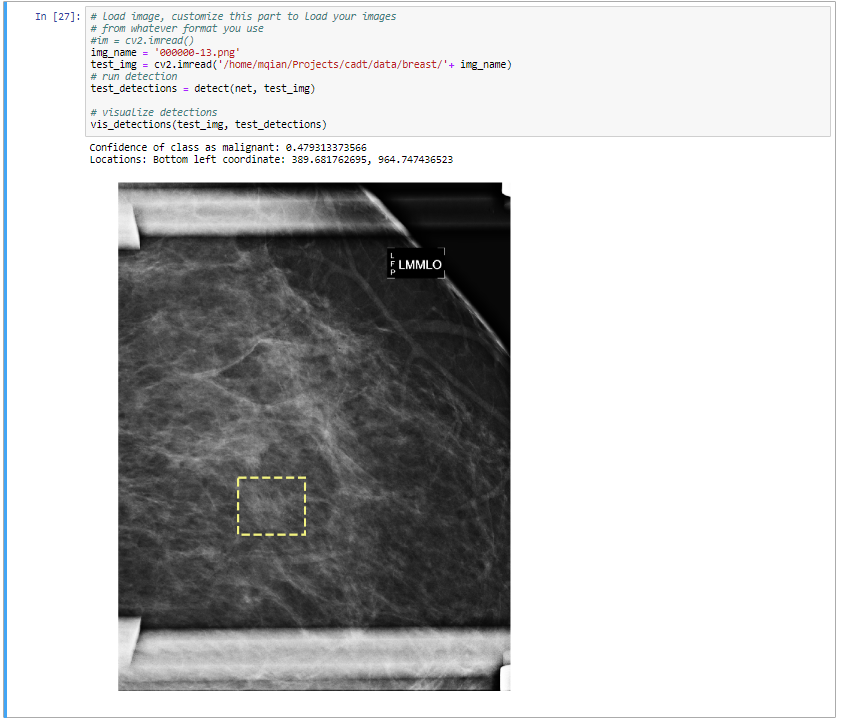 In [27]:
# Load image, customize this part to load your images
# from whatever format you use
#im = cv2.imread()
img_name = '000000-13.png'
test_img = cv2.imread('/home/mqian/Projects/cadt/data/breast/'+ img_name)
# run detection
test_detections = detect(net, test_img)
# visualize detections
vis_detections(test_img, test_detections)
Confidence of class as malignant: 0.479313373566
Locations: Bottom left coordinate: 389.681762695, 964.747436523
L
F
P
LMMLO